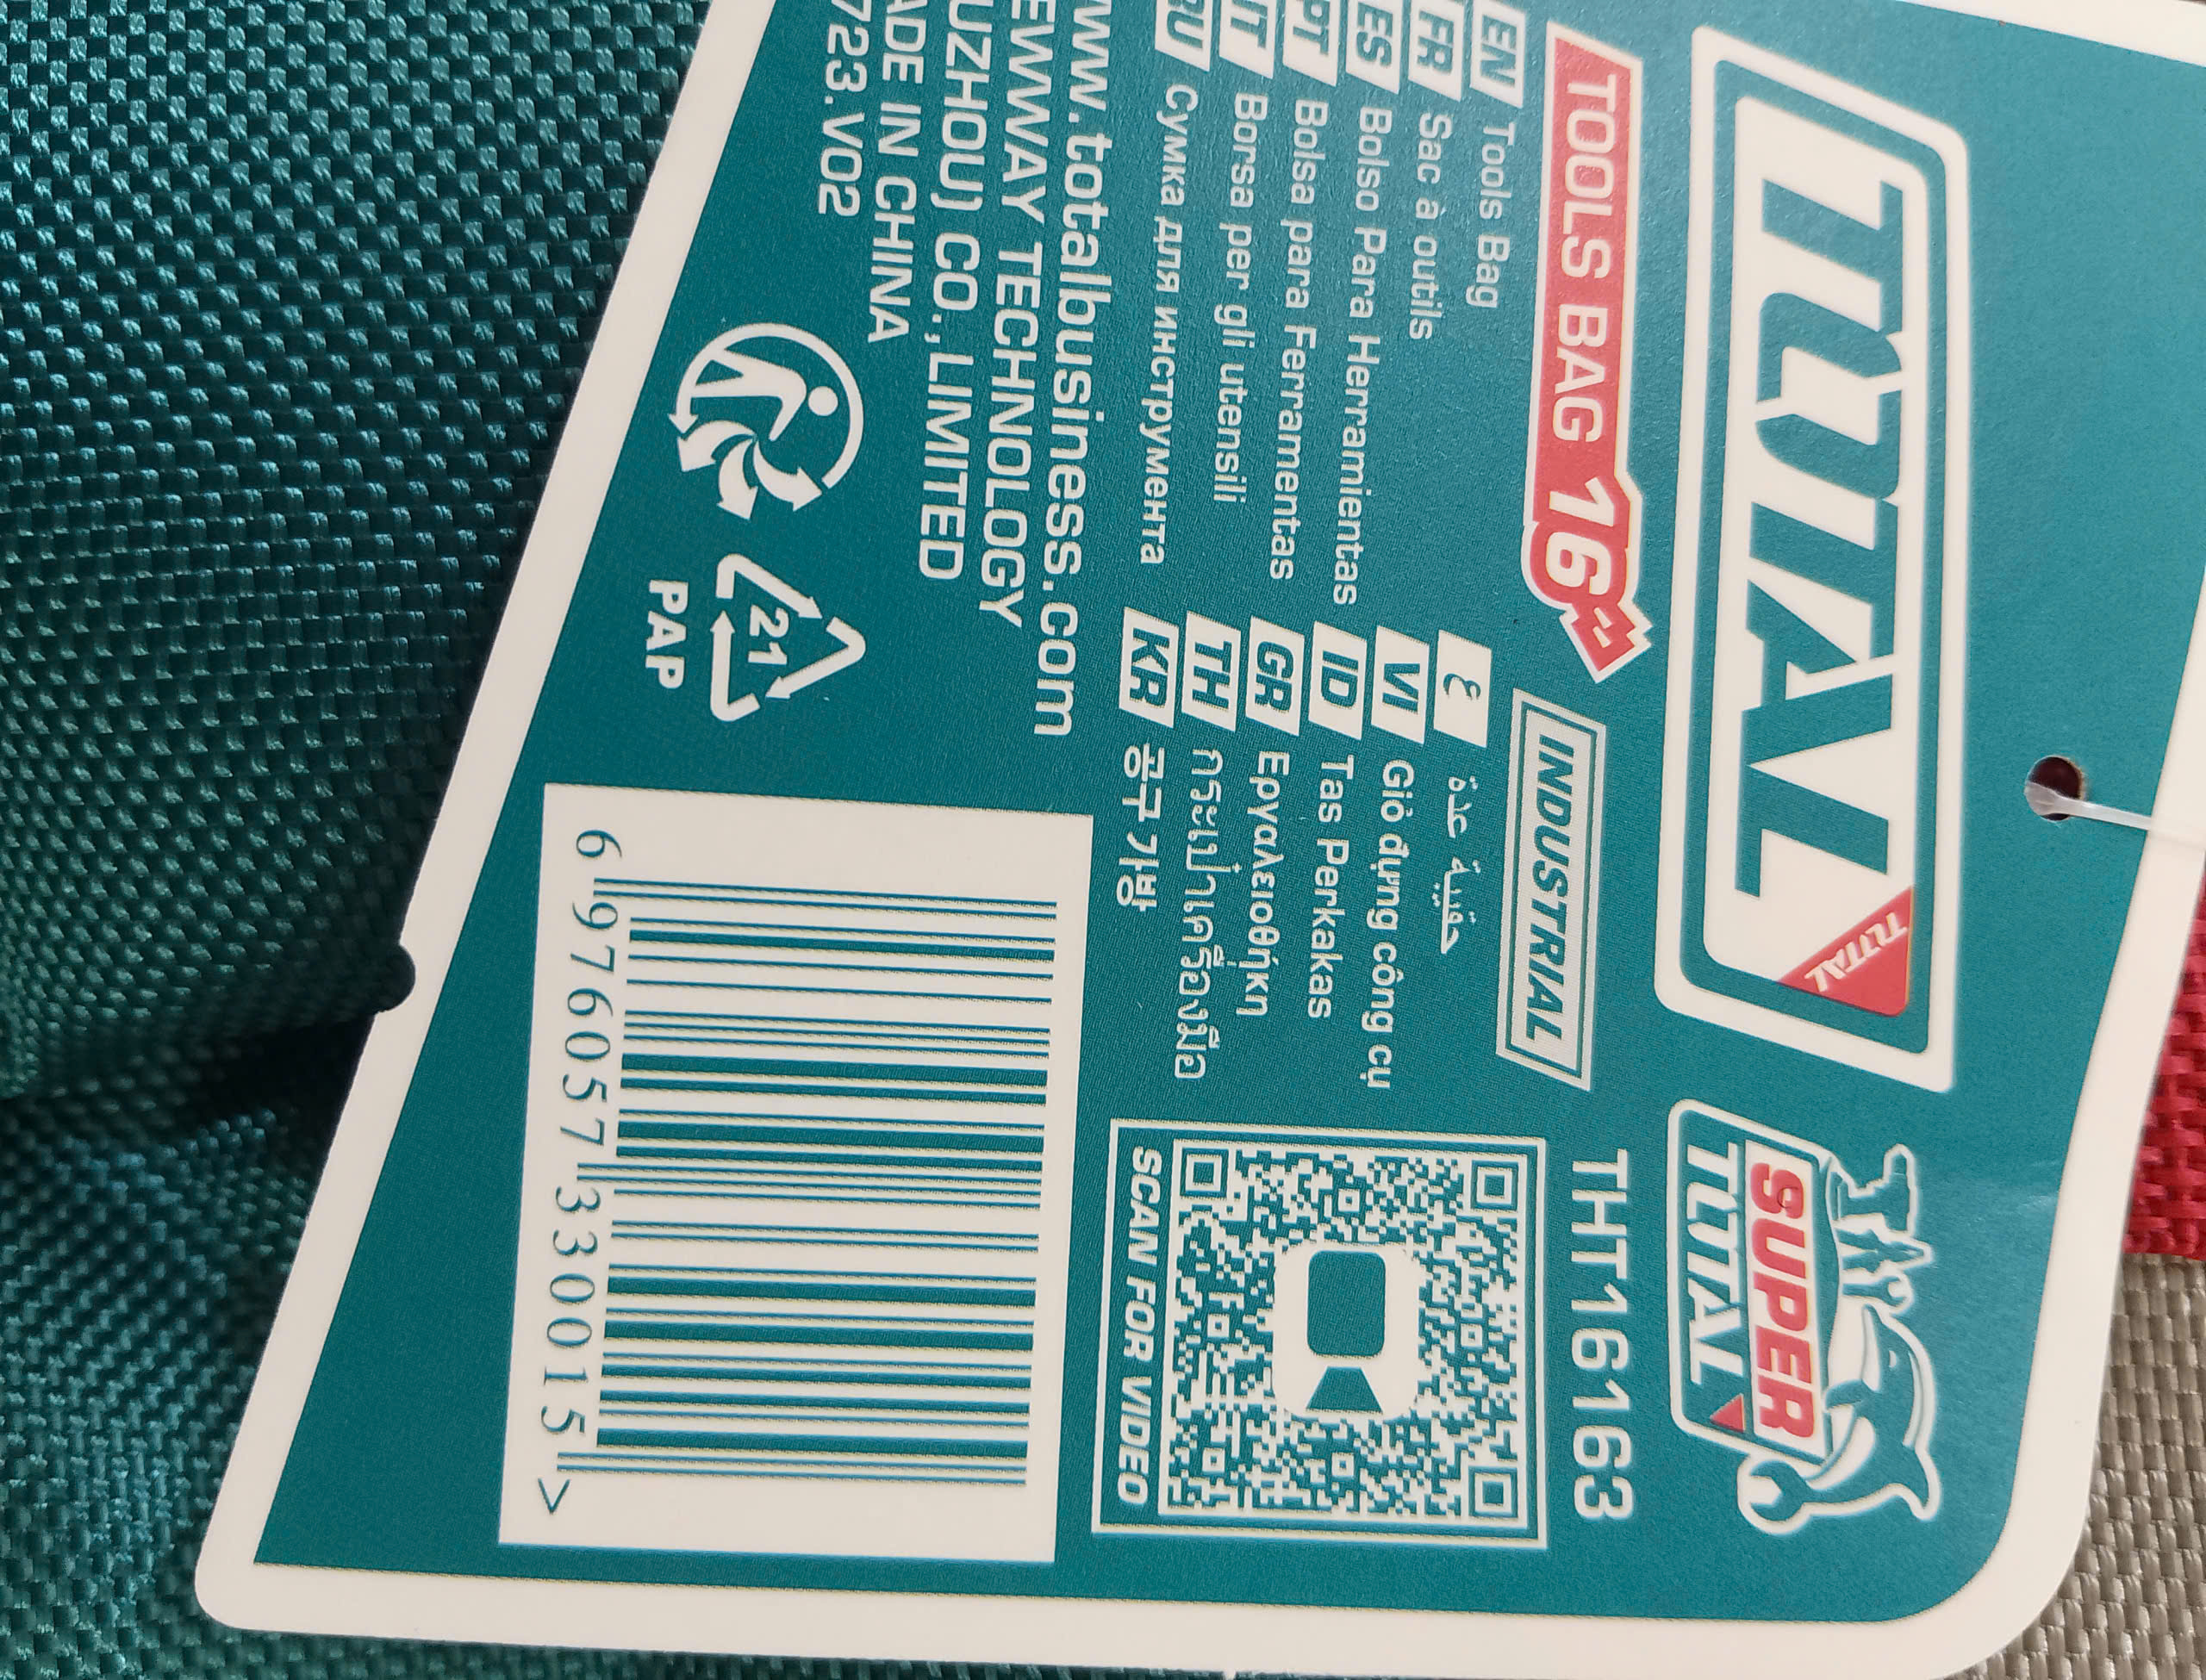 TOTAL
TOTAL
SUPER
TOTAL
TOOLS BAG 16"
INDUSTRIAL
THT16163
EN Tools Bag
FR Sac à outils
ES Bolso Para Herramientas
PT Bolsa para Ferramentas
IT Borsa per gli utensili
RU Сумка для инструмента
ع حقيبة عدة
VI Giỏ đựng công cụ
ID Tas Perkakas
GR Εργαλειοθήκη
TH กระเป๋าเครื่องมือ
KR 공구가방
SCAN FOR VIDEO
www.totalbusiness.com
EWWAY TECHNOLOGY
UZHOU) CO.,LIMITED
ADE IN CHINA
723.V02
21
PAP
6 976057 330015 >